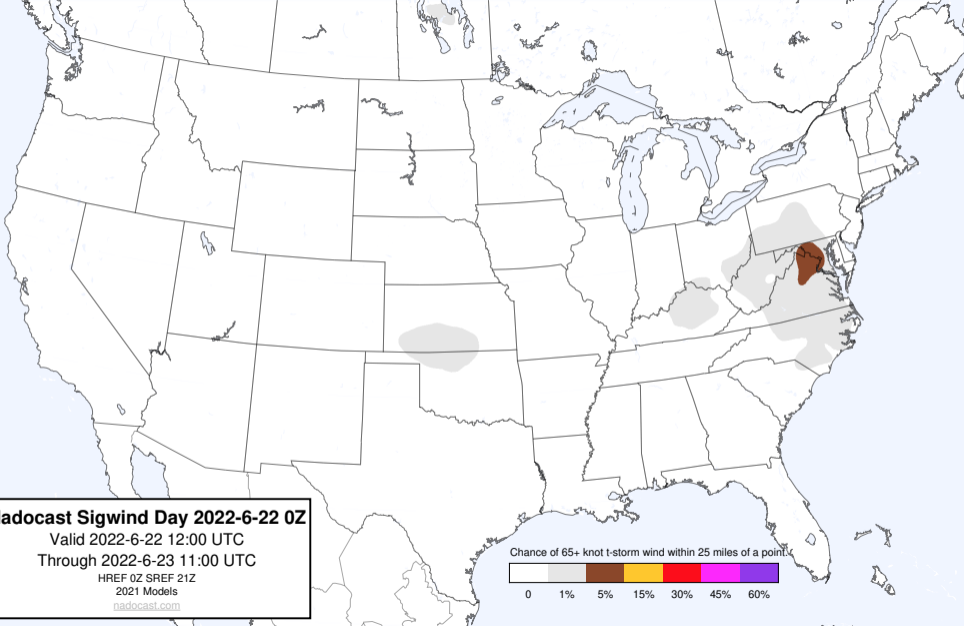 adocast Sigwind Day 2022-6-22 0Z
Valid 2022-6-22 12:00 UTC
Through 2022-6-23 11:00 UTC
HREF 0Z SREF 21Z
2021 Models
nadocast.com
Chance of 65+ knot t-storm wind within 25 miles of a point.
0 1% 5% 15% 30% 45% 60%